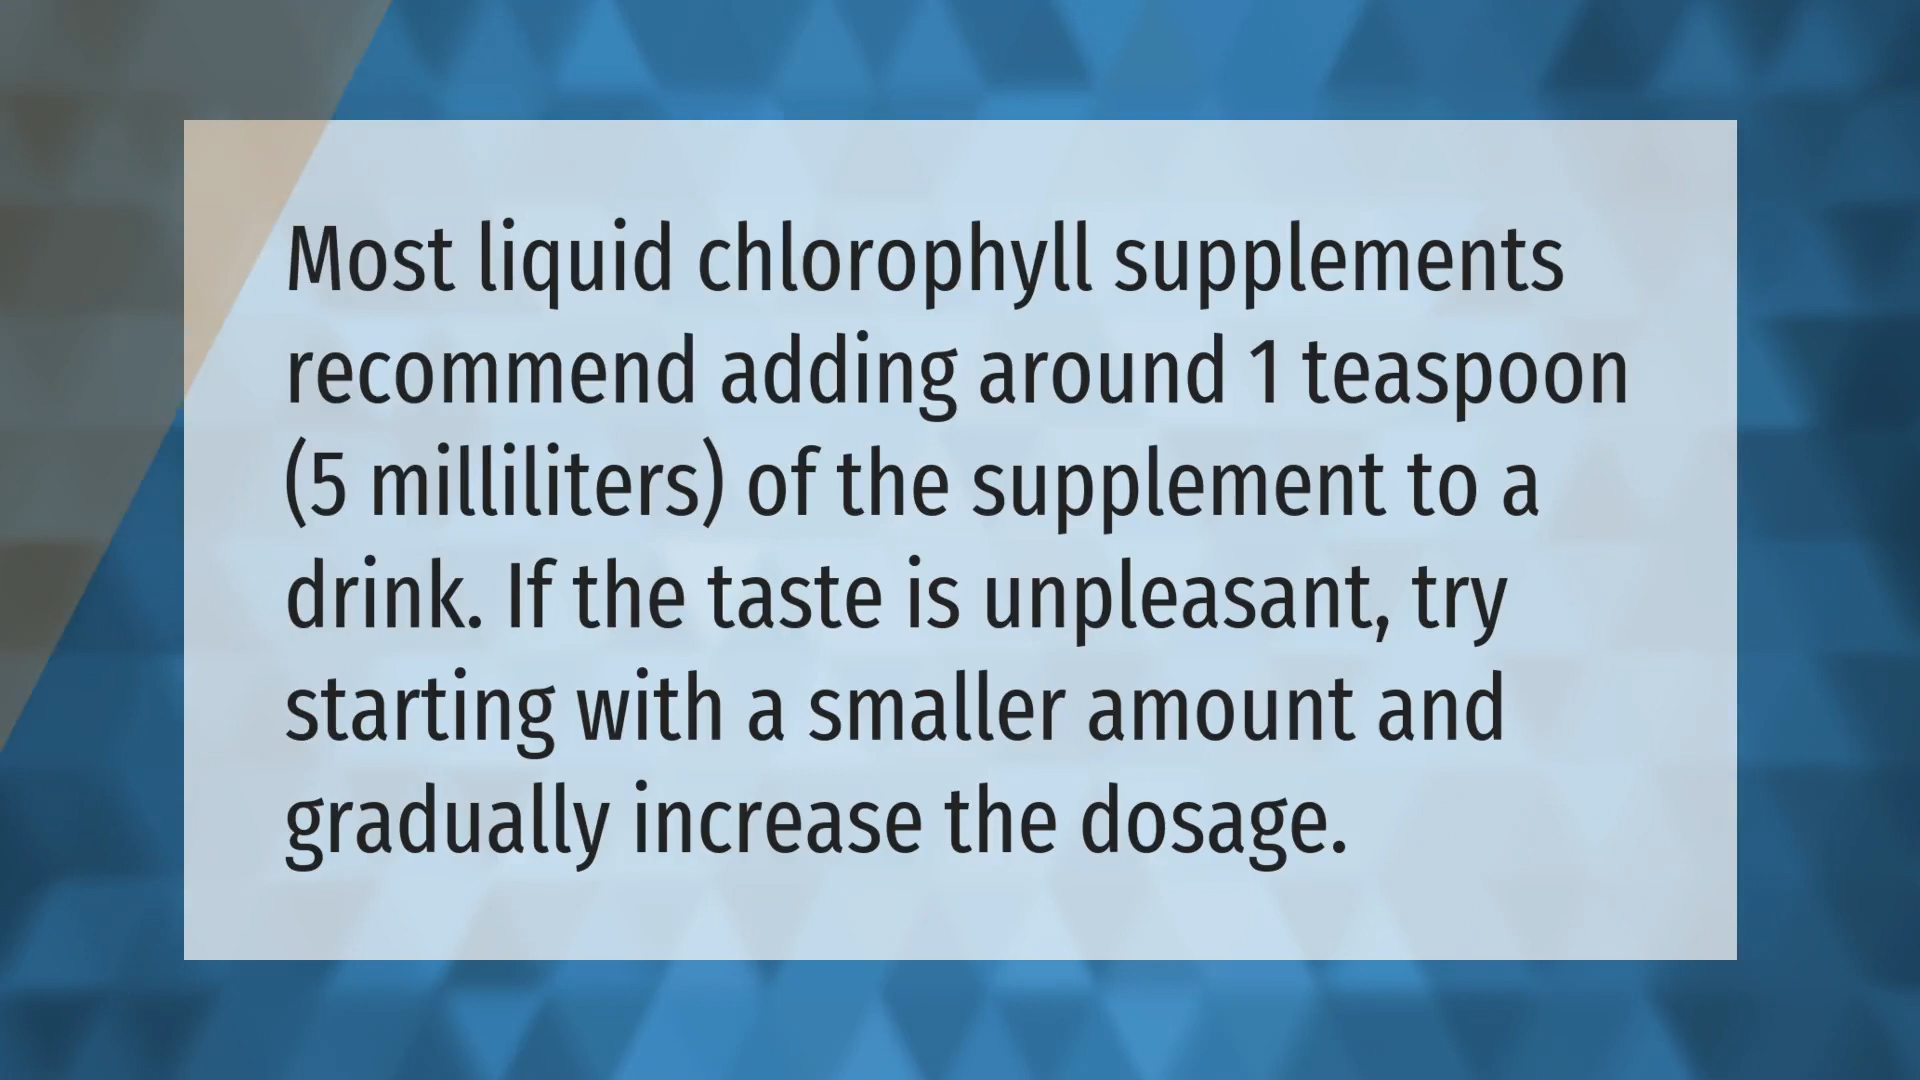 Most liquid chlorophyll supplements
recommend adding around 1 teaspoon
(5 milliliters) of the supplement to a
drink. If the taste is unpleasant, try
starting with a smaller amount and
gradually increase the dosage.